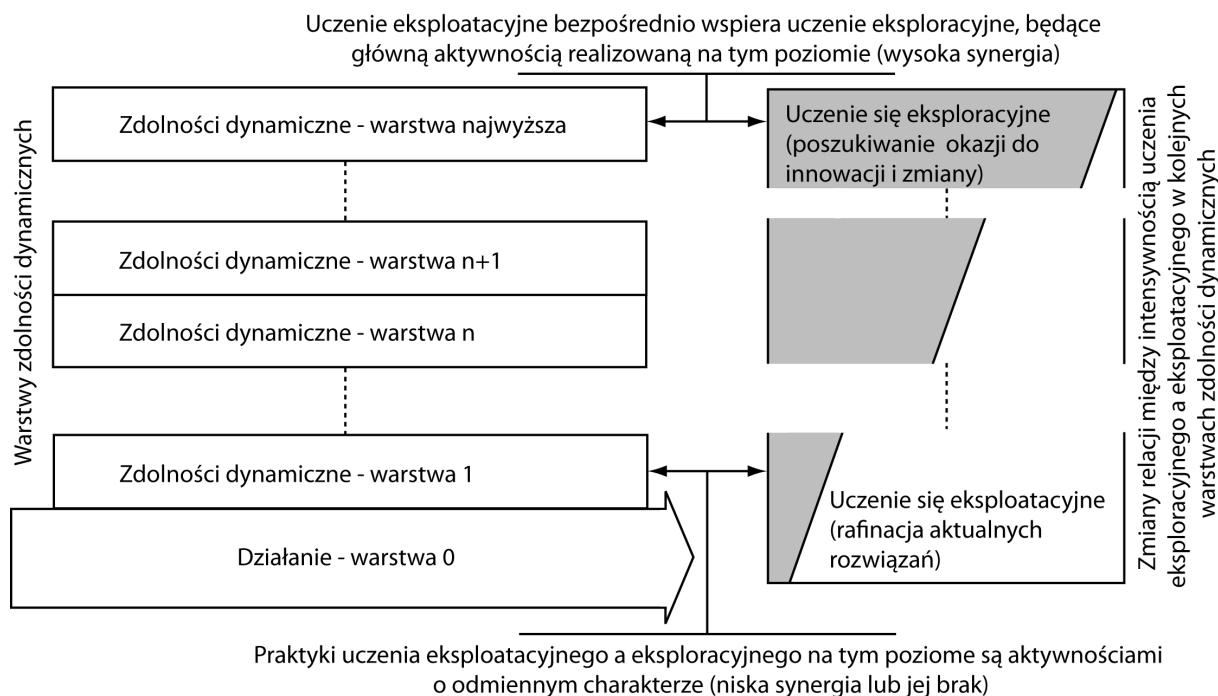 Uczenie eksploatacyjne bezpośrednio wspiera uczenie eksploracyjne, będące
główną aktywnością realizowaną na tym poziomie (wysoka synergia)
Warstwy zdolności dynamicznych
Zdolności dynamiczne - warstwa najwyższa
Zdolności dynamiczne - warstwa n+1
Zdolności dynamiczne - warstwa n
Zdolności dynamiczne - warstwa 1
Działanie - warstwa 0
Uczenie się eksploracyjne
(poszukiwanie okazji do
innowacji i zmiany)
Uczenie się eksploatacyjne
(rafinacja aktualnych
rozwiązań)
Zmiany relacji między intensywnością uczenia
eksploracyjnego a eksploatacyjnego w kolejnych
warstwach zdolności dynamicznych
Praktyki uczenia eksploatacyjnego a eksploracyjnego na tym poziome są aktywnościami
o odmiennym charakterze (niska synergia lub jej brak)